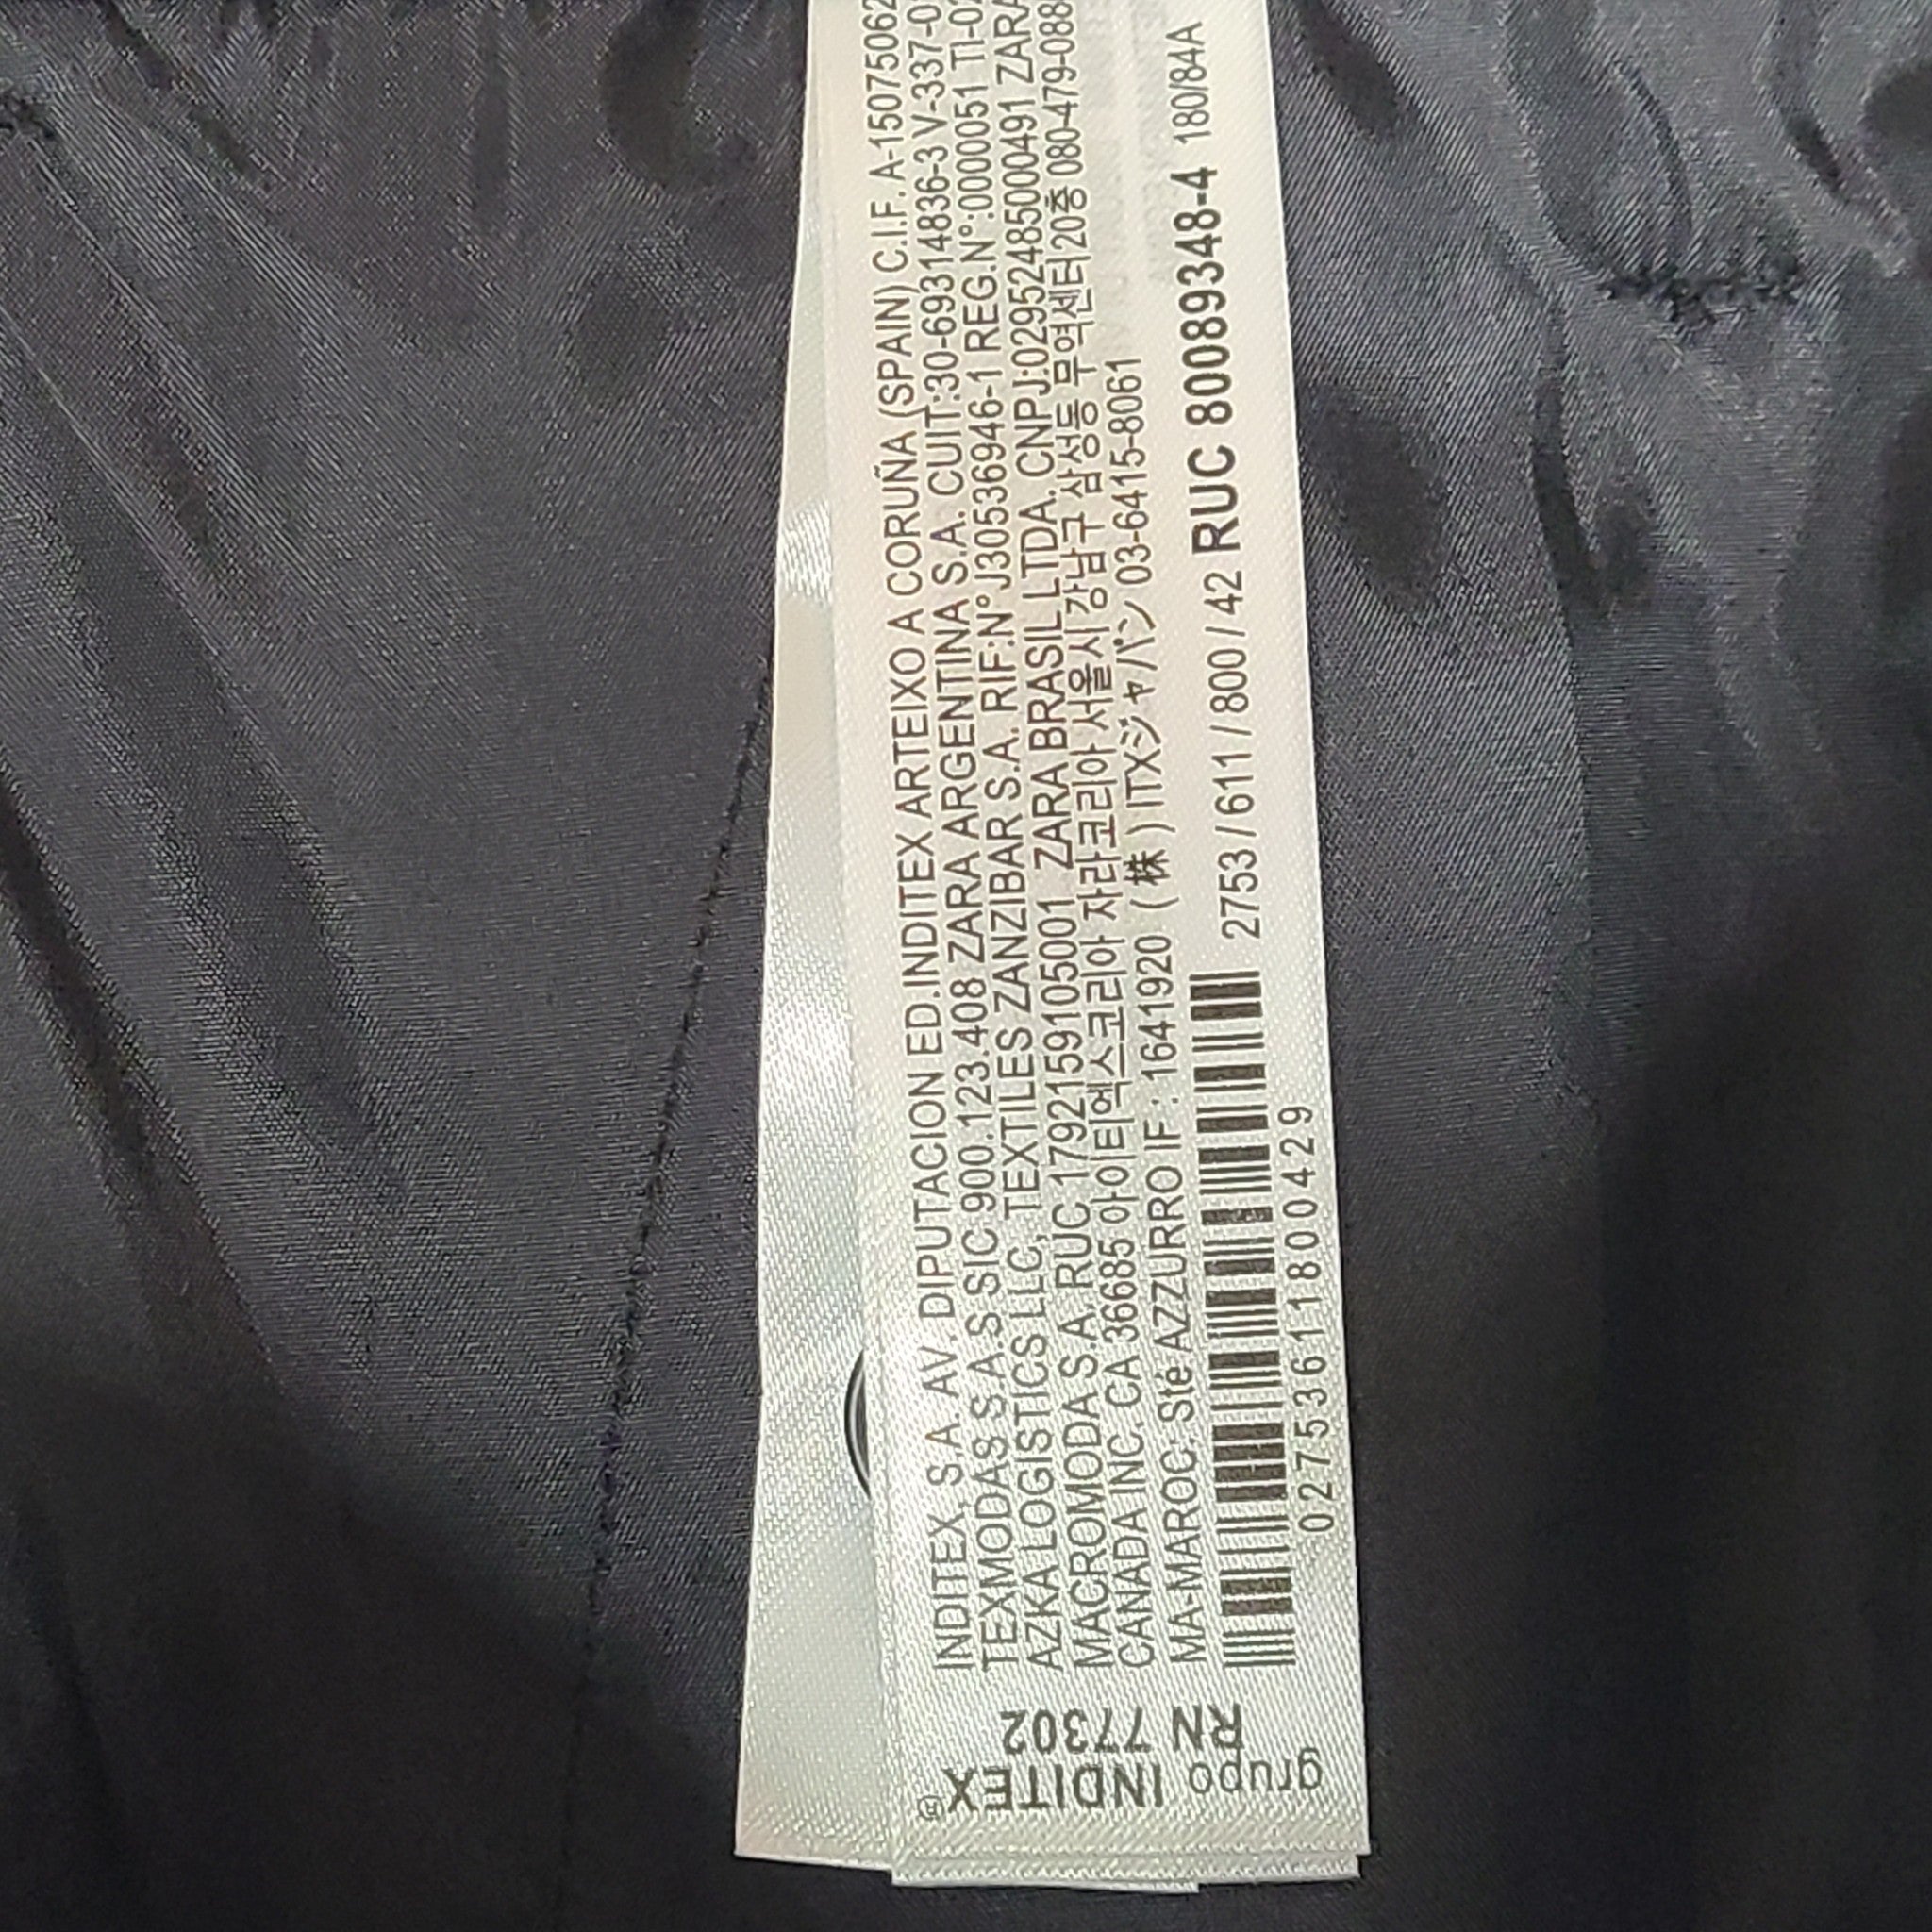 INDITEX, S.A. AV. DIPUTACION ED.INDITEX ARTEIXO A CORUÑA (SPAIN) C.I.F. A-15075062
TEXMODAS S.A.S SIC 900.123.408 ZARA ARGENTINA S.A. CUIT:30-69314836-3 V-337-0
AZKA LOGISTICS LLC, TEXTILES ZANZIBAR S.A. RIF:N°J30536946-1 REG.N°:0000051 TI-02
MACROMODA S.A. RUC 1792159105001 ZARA BRASIL LTDA. CNPJ:02952485000491 ZARA
CANADA INC. CA 36685 아이티엑스코리아 자라코리아 서울시 강남구 삼성동 무역센터20층 080-479-088
MA-MAROC: Sté AZZURRO IF : 1641920 (株) ITXジャパン 03-6415-8061
2753/611/800/42 RUC 80089348-4 180/84A
02753611800429
grupo INDITEX®
RN 77302